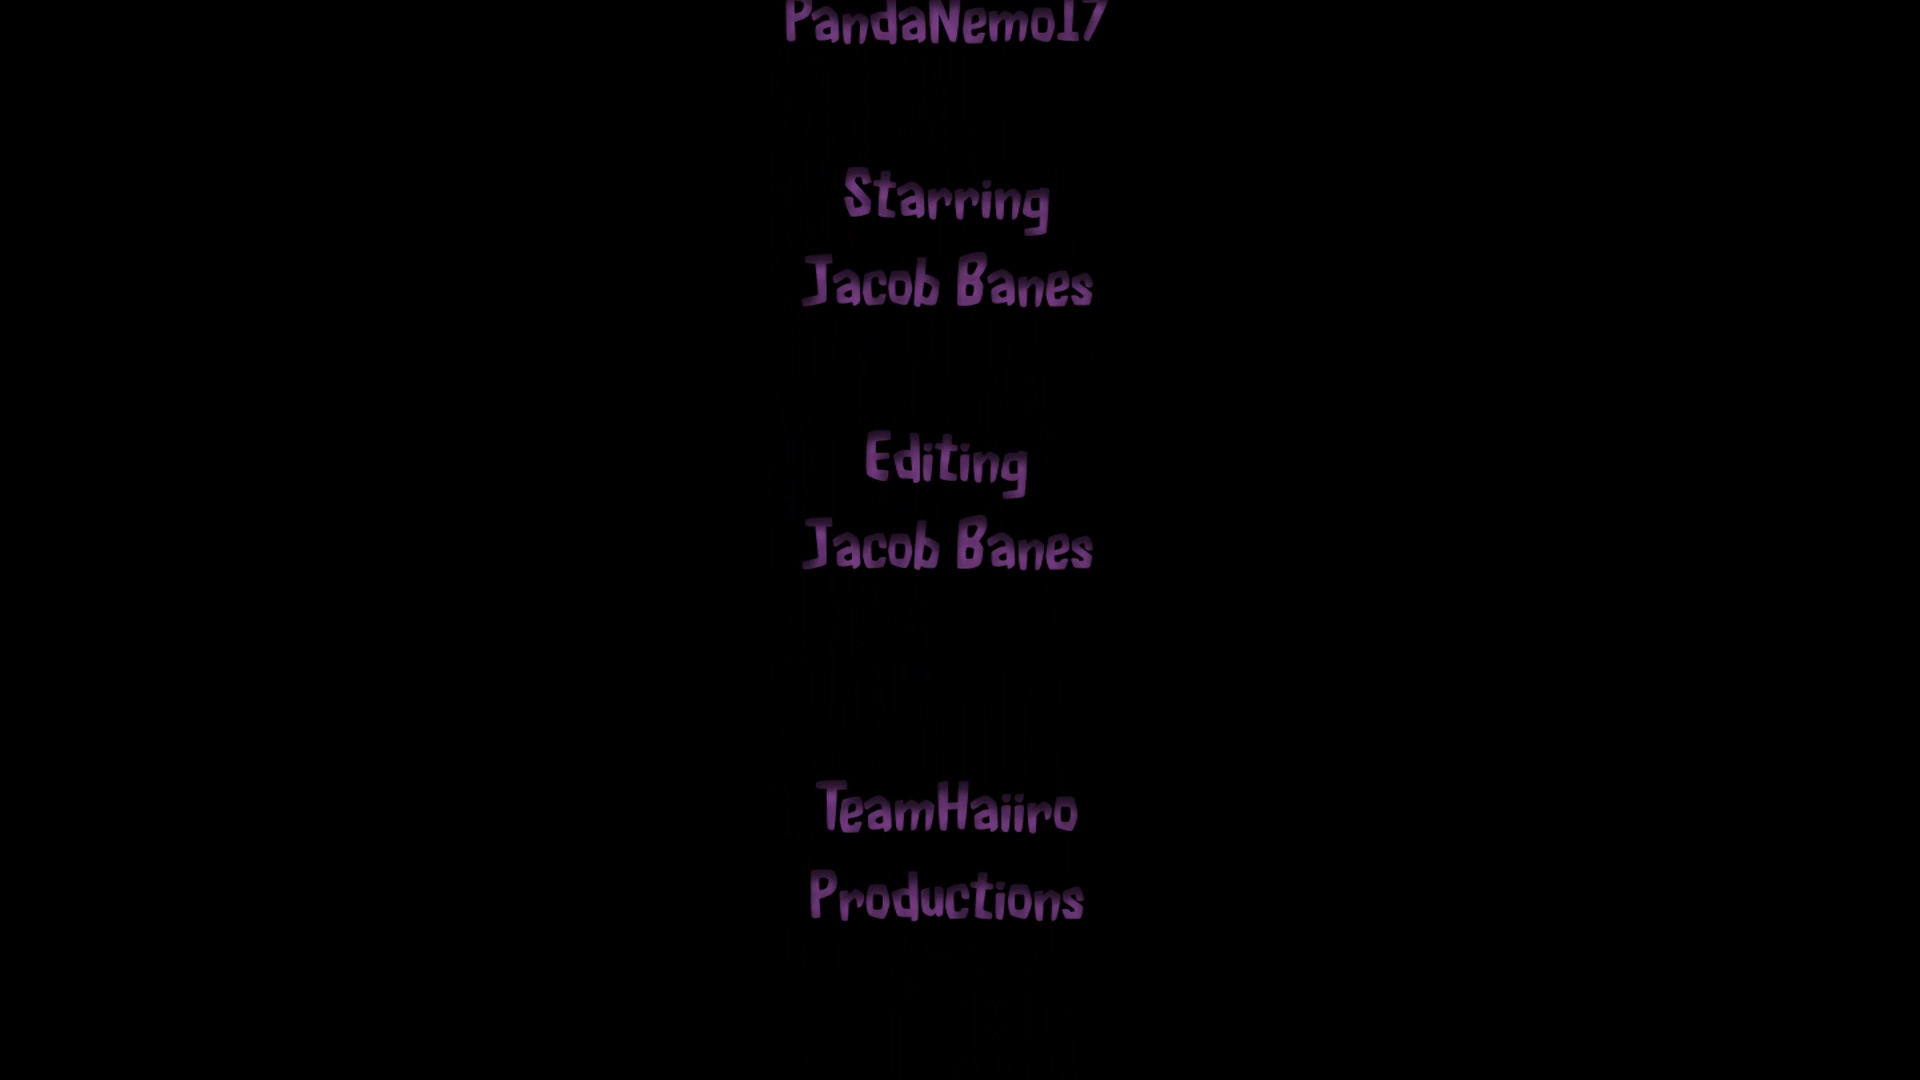 PandaNemo17
Starring
Jacob Banes
Editing
Jacob Banes
TeamHaiiro
Productions